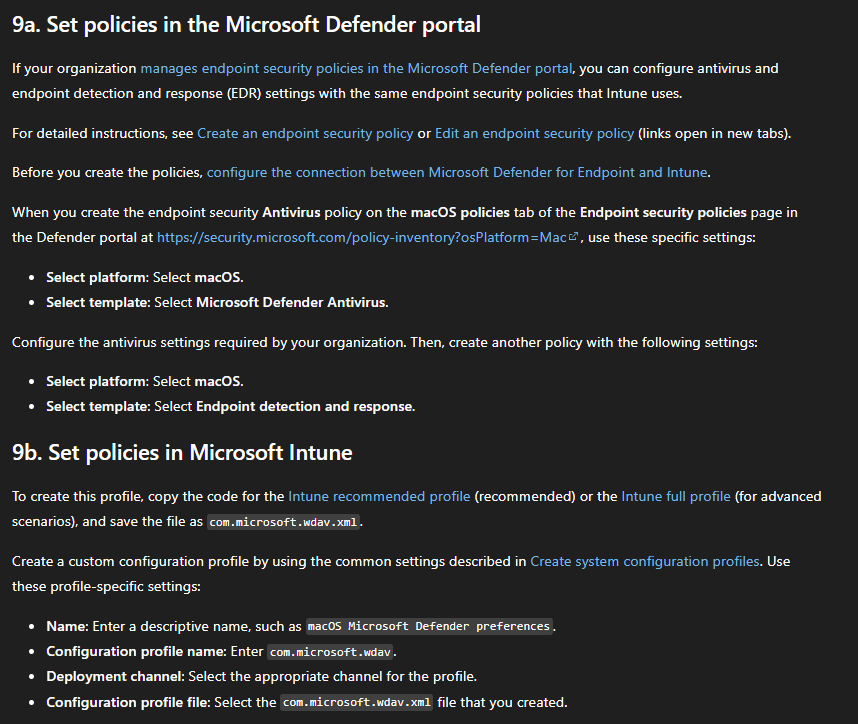 9a. Set policies in the Microsoft Defender portal
If your organization manages endpoint security policies in the Microsoft Defender portal, you can configure antivirus and
endpoint detection and response (EDR) settings with the same endpoint security policies that Intune uses.
For detailed instructions, see Create an endpoint security policy or Edit an endpoint security policy (links open in new tabs).
Before you create the policies, configure the connection between Microsoft Defender for Endpoint and Intune.
When you create the endpoint security Antivirus policy on the macOS policies tab of the Endpoint security policies page in
the Defender portal at https://security.microsoft.com/policy-inventory?osPlatform=Mac, use these specific settings:
• Select platform: Select macOS.
• Select template: Select Microsoft Defender Antivirus.
Configure the antivirus settings required by your organization. Then, create another policy with the following settings:
• Select platform: Select macOS.
• Select template: Select Endpoint detection and response.
9b. Set policies in Microsoft Intune
To create this profile, copy the code for the Intune recommended profile (recommended) or the Intune full profile (for advanced
scenarios), and save the file as com.microsoft.wdav.xml.
Create a custom configuration profile by using the common settings described in Create system configuration profiles. Use
these profile-specific settings:
• Name: Enter a descriptive name, such as macOS Microsoft Defender preferences.
• Configuration profile name: Enter com.microsoft.wdav.
• Deployment channel: Select the appropriate channel for the profile.
• Configuration profile file: Select the com.microsoft.wdav.xml file that you created.